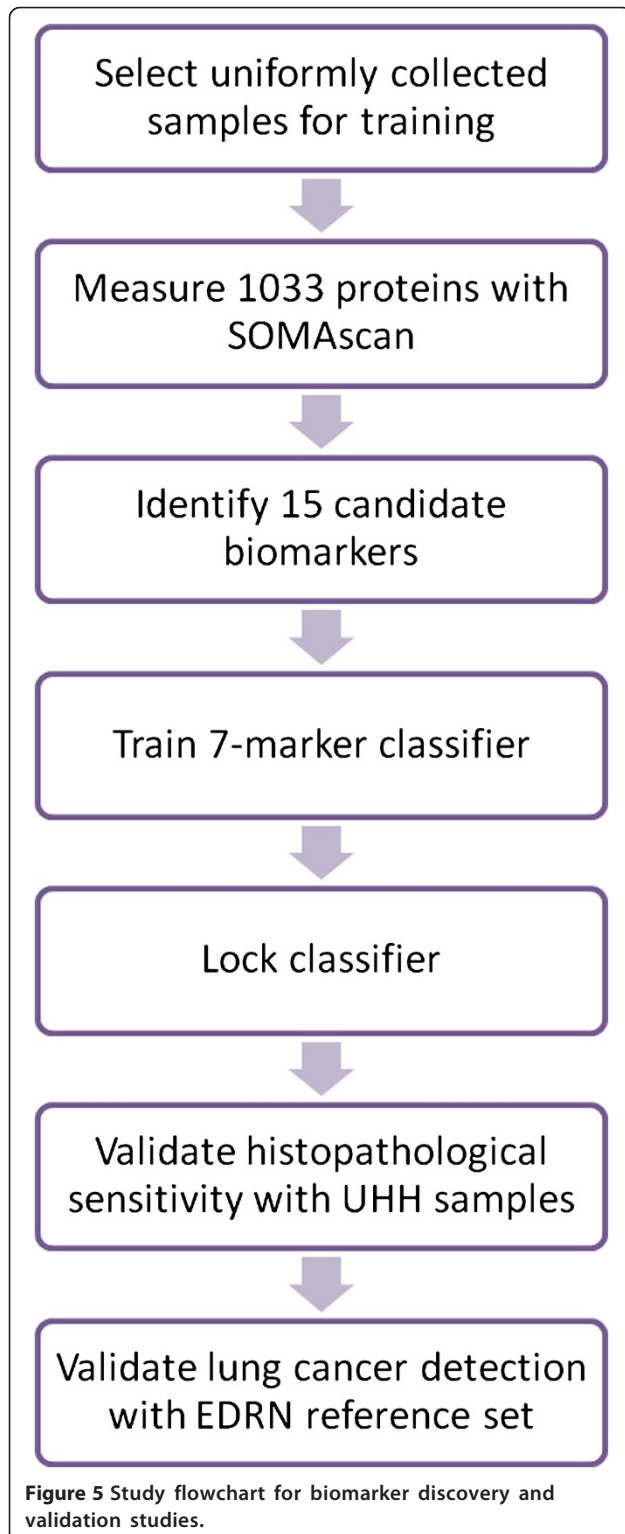 Select uniformly collected
samples for training
Measure 1033 proteins with
SOMAscan
Identify 15 candidate
biomarkers
Train 7-marker classifier
Lock classifier
Validate histopathological
sensitivity with UHH samples
Validate lung cancer detection
with EDRN reference set
Figure 5 Study flowchart for biomarker discovery and
validation studies.